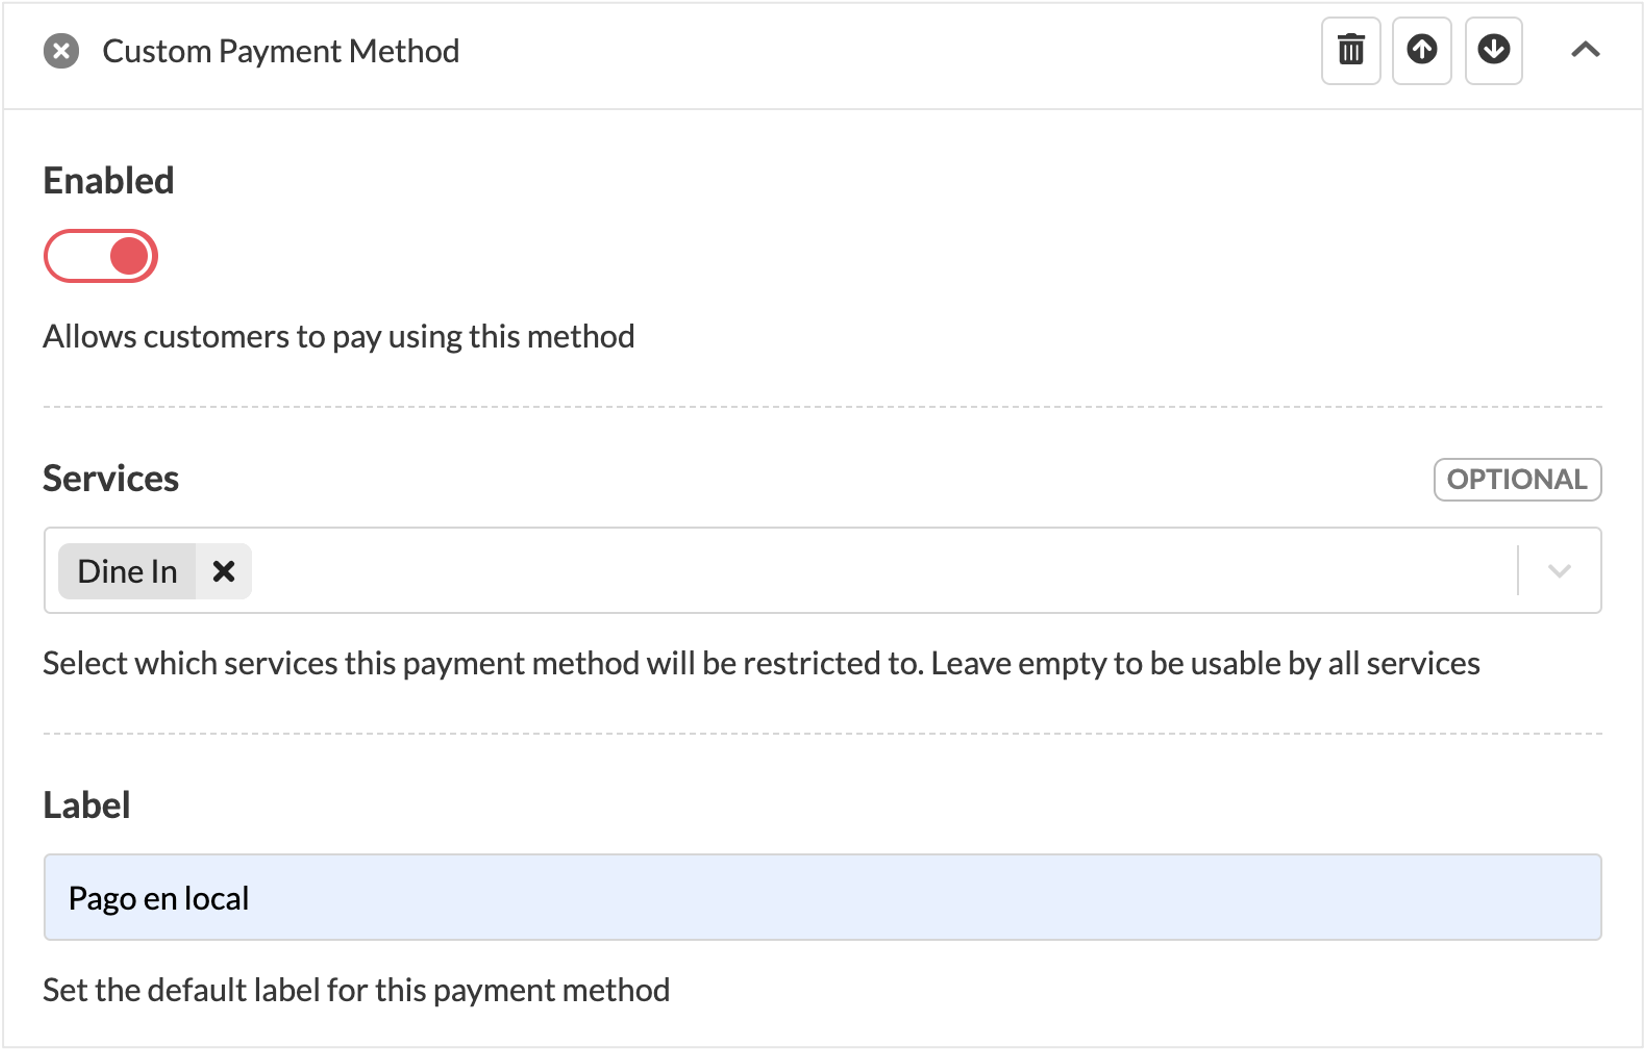 Custom Payment Method
Enabled
Allows customers to pay using this method
Services
OPTIONAL
Dine In
Select which services this payment method will be restricted to. Leave empty to be usable by all services
Label
Pago en local
Set the default label for this payment method